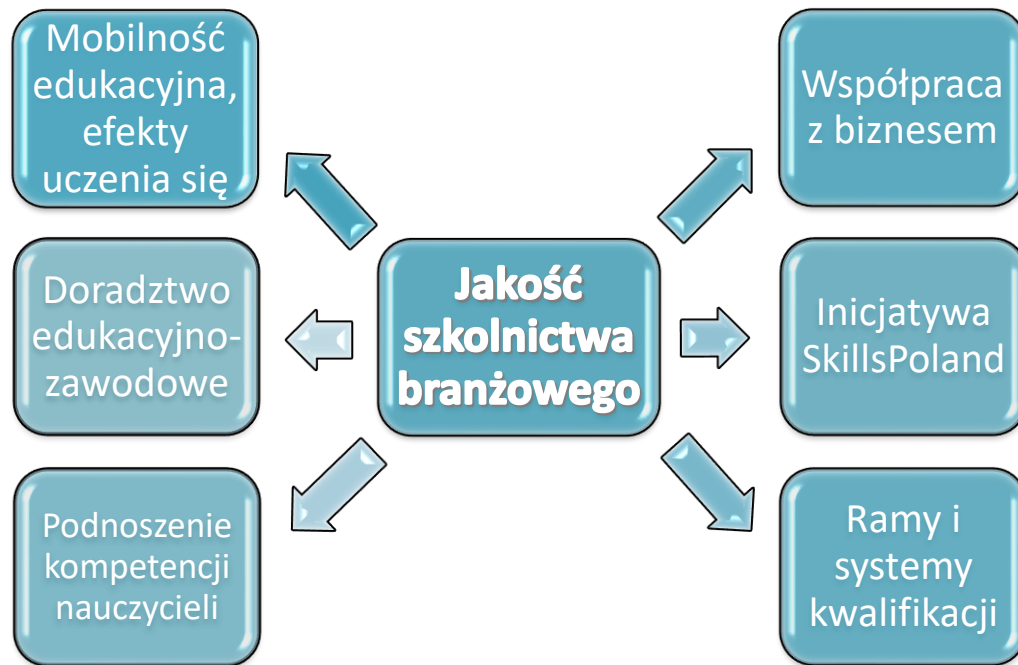 Mobilność
edukacyjna,
efekty
uczenia się
Doradztwo
edukacyjno-
zawodowe
Podnoszenie
kompetencji
nauczycieli
Jakość
szkolnictwa
branżowego
Współpraca
z biznesem
Inicjatywa
SkillsPoland
Ramy i
systemy
kwalifikacji